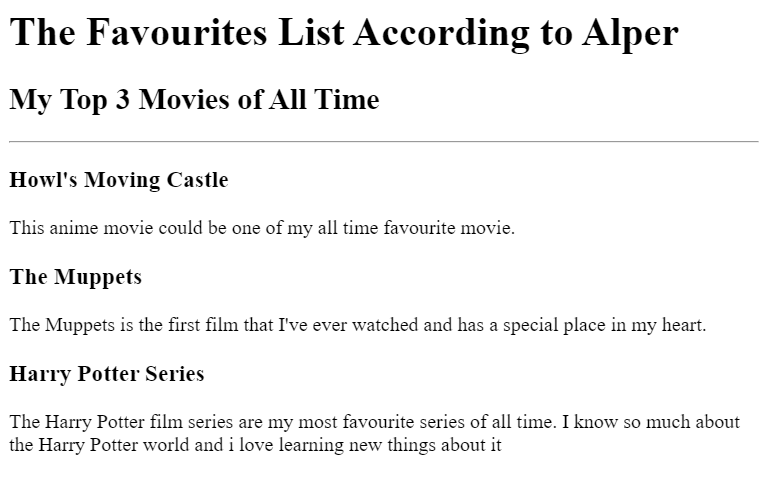 The Favourites List According to Alper
My Top 3 Movies of All Time
Howl's Moving Castle
This anime movie could be one of my all time favourite movie.
The Muppets
The Muppets is the first film that I've ever watched and has a special place in my heart.
Harry Potter Series
The Harry Potter film series are my most favourite series of all time. I know so much about
the Harry Potter world and i love learning new things about it